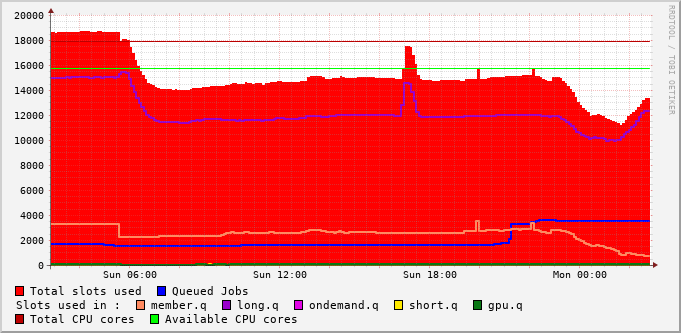 20000
18000
16000
14000
12000
10000
8000
6000
4000
2000
0
Sun 06:00 Sun 12:00 Sun 18:00 Mon 00:00
RRDTOOL / TOBI OETIKER
Total slots used Queued Jobs
Slots used in : member.q long.q ondemand.q short.q gpu.q
Total CPU cores Available CPU cores